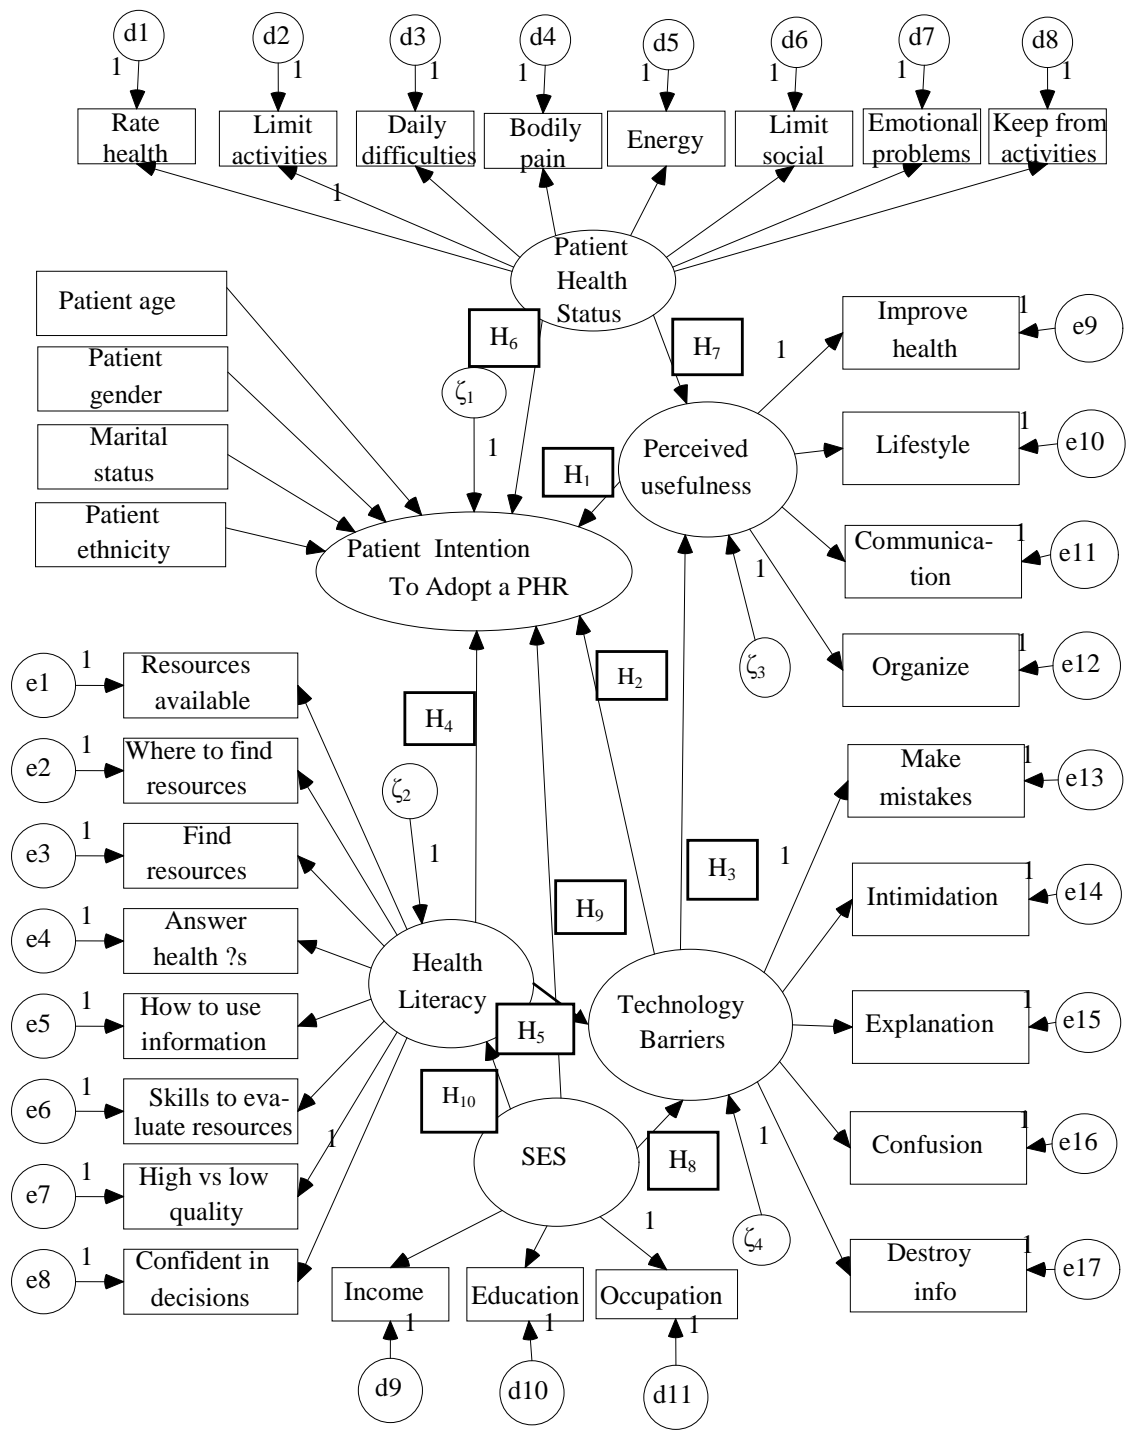 d1
d2
d3
d4
d5
d6
d7
d8
1
1
1
1
1
1
1
1
Rate
health
Limit
activities
Daily
difficulties
Bodily
pain
Energy
Limit
social
Emotional
problems
Keep from
activities
1
Patient
Health
Status
Patient age
Patient
gender
Marital
status
Patient
ethnicity
H6
H7
ζ1
1
H1
1
Improve
health
1
e9
Perceived
usefulness
Lifestyle
1
e10
Communica-
tion
1
e11
Organize
1
e12
1
ζ3
Patient Intention
To Adopt a PHR
H2
H4
e1
1
Resources
available
e2
1
Where to find
resources
e3
1
Find
resources
e4
1
Answer
health ?s
e5
1
How to use
information
e6
1
Skills to eva-
luate resources
1
e7
1
High vs low
quality
e8
1
Confident in
decisions
ζ2
1
H3
H9
Health
Literacy
H5
Technology
Barriers
H10
SES
H8
1
ζ4
1
Make
mistakes
1
e13
Intimidation
1
e14
Explanation
1
e15
Confusion
1
e16
Destroy
info
1
e17
1
Income
Education
Occupation
1
1
1
d9
d10
d11